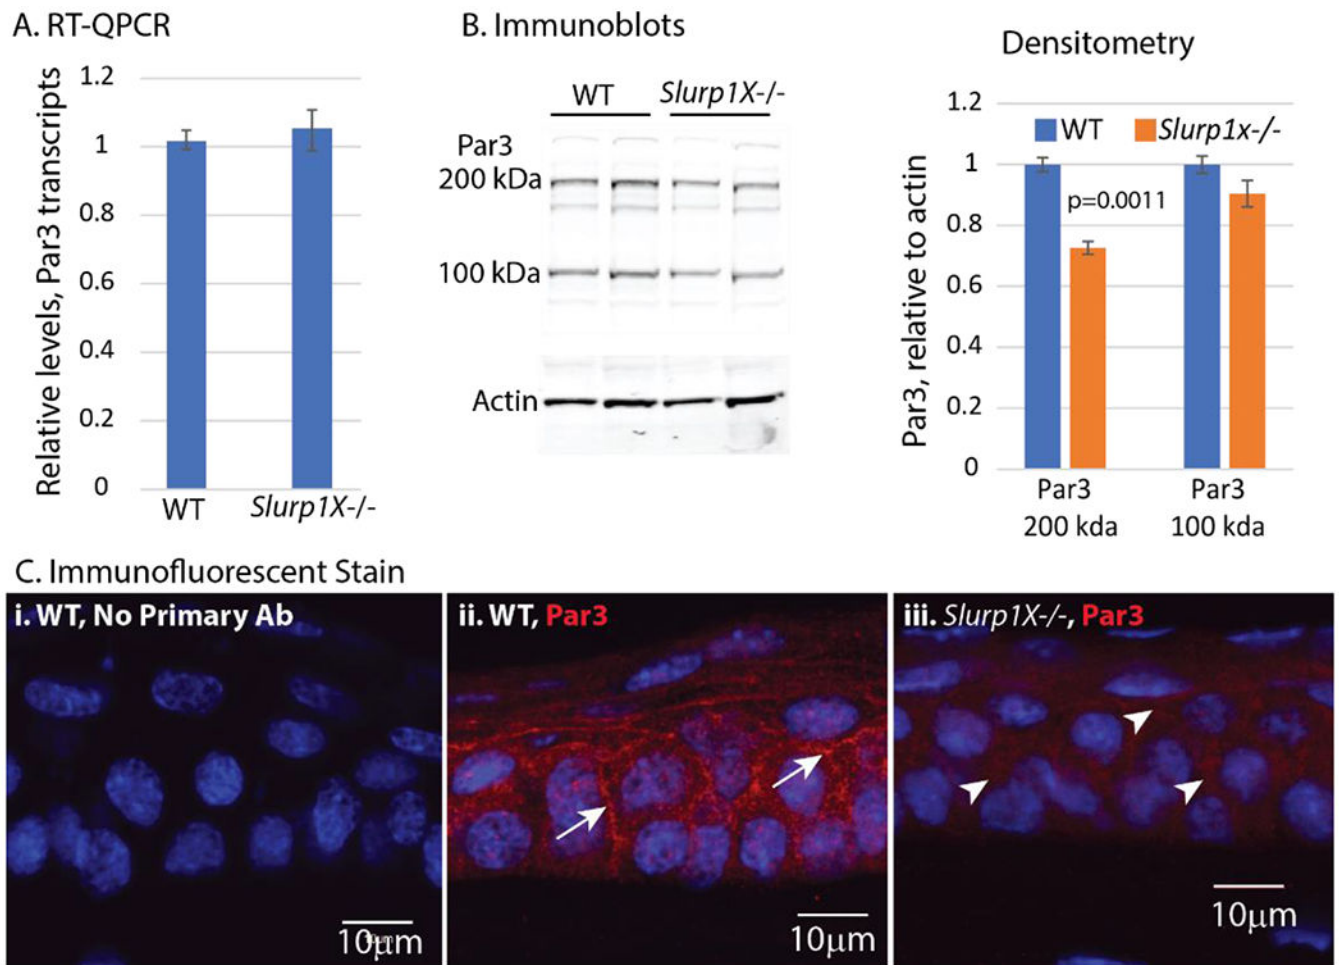 A. RT-QPCR
Relative levels, Par3 transcripts
1.2
1
0.8
0.6
0.4
0.2
0
WT
Slurp1X-/-
B. Immunoblots
WT
Slurp1X-/-
Par3
200 kDa
100 kDa
Actin
Densitometry
Par3, relative to actin
1.2
1
0.8
0.6
0.4
0.2
0
WT
Slurp1x-/-
p=0.0011
Par3
200 kda
Par3
100 kda
C. Immunofluorescent Stain
i. WT, No Primary Ab
10μm
ii. WT, Par3
10μm
iii. Slurp1X-/-, Par3
10μm